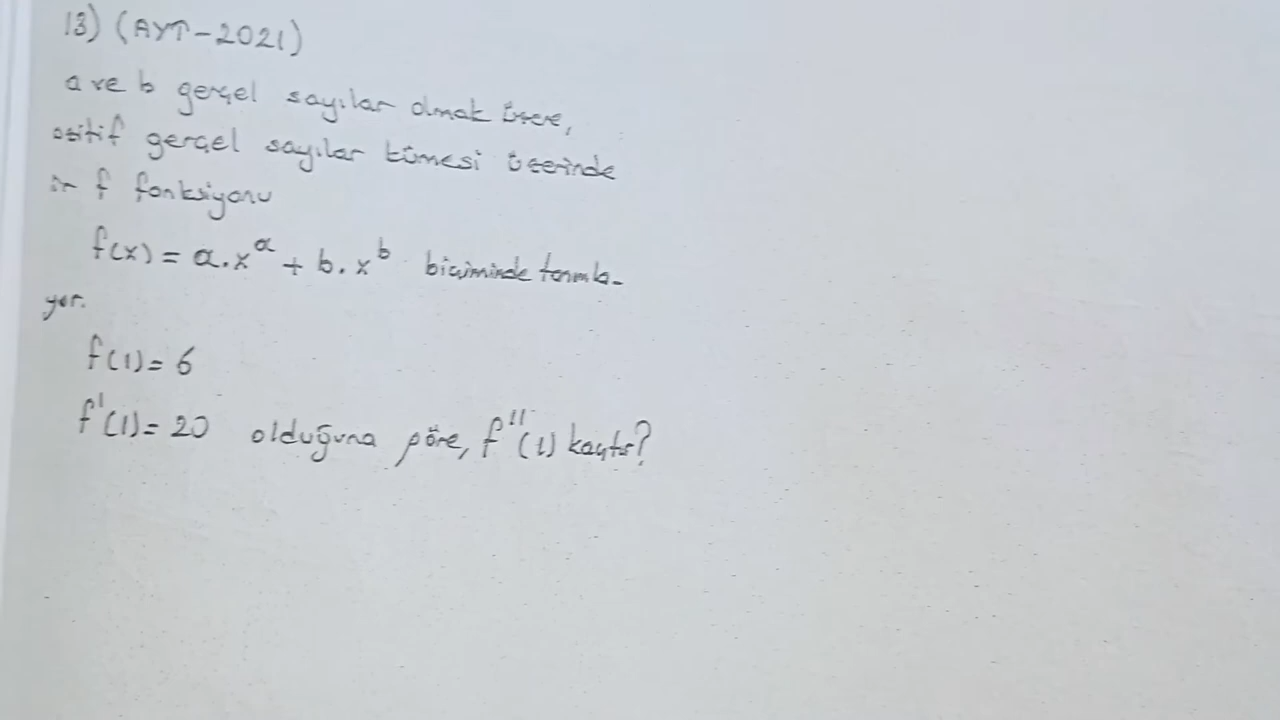 13) (AYT-2021)
a ve b gerçel sayılar olmak üzere,
ozitif gerçel sayılar kümesi üzerinde
ir f fonksiyonu
f(x) = a.x^a + b.x^b biçiminde tanımla-
yor.
f(1) = 6
f'(1) = 20 olduğuna göre, f''(1) kaçtır?